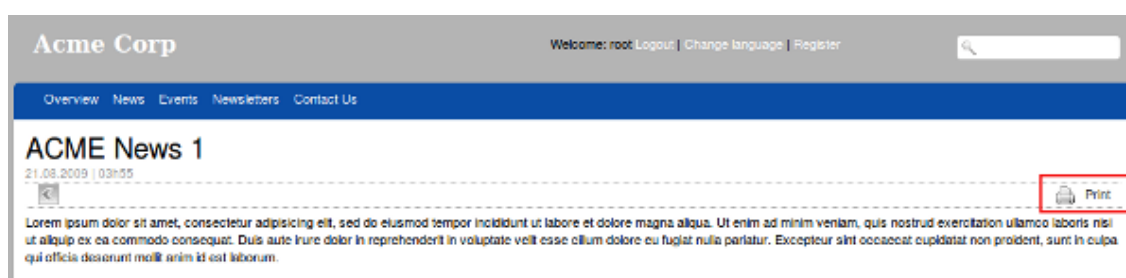 Acme Corp
Welcome: root Logout | Change language | Register
Overview News Events Newsletters Contact Us
ACME News 1
21.08.2009 | 03h55
Print
Lorem ipsum dolor sit amet, consectetur adipisicing elit, sed do eiusmod tempor incididunt ut labore et dolore magna aliqua. Ut enim ad minim veniam, quis nostrud exercitation ullamco laboris nisi
ut aliquip ex ea commodo consequat. Duis aute irure dolor in reprehenderit in voluptate velit esse cillum dolore eu fugiat nulla pariatur. Excepteur sint occaecat cupidatat non proident, sunt in culpa
qui officia deserunt mollit anim id est laborum.